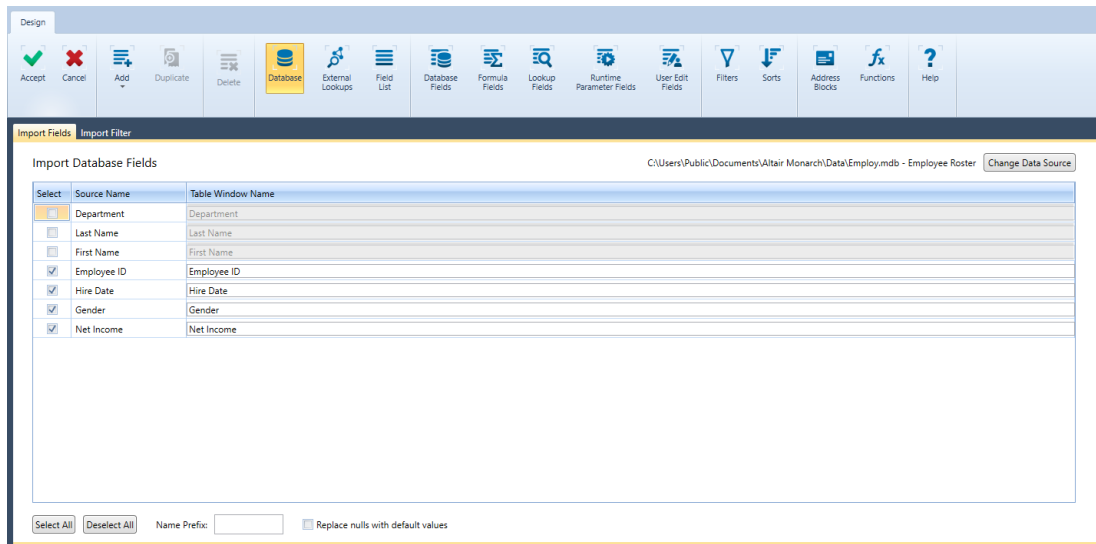 Design
Accept Cancel Add Duplicate Delete Database External Lookups Field List Database Fields Formula Fields Lookup Fields Runtime Parameter Fields User Edit Fields Filters Sorts Address Blocks Functions Help
Import Fields Import Filter
Import Database Fields C:\Users\Public\Documents\Altair Monarch\Data\Employ.mdb - Employee Roster Change Data Source
Select Source Name Table Window Name
Department Department
Last Name Last Name
First Name First Name
Employee ID Employee ID
Hire Date Hire Date
Gender Gender
Net Income Net Income
Select All Deselect All Name Prefix: Replace nulls with default values